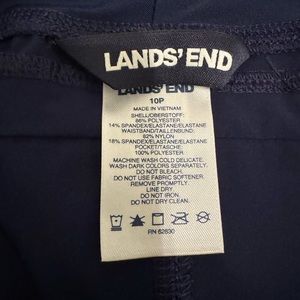 LANDS' END
LANDS' END
10P
MADE IN VIETNAM
SHELL/OBERSTOFF:
86% POLYESTER
14% SPANDEX/ELASTANE/ELASTANE
WAISTBAND/TAILLENBUND:
82% NYLON
18% SPANDEX/ELASTANE/ELASTANE
POCKET/TASCHE:
100% POLYESTER
MACHINE WASH COLD DELICATE.
WASH DARK COLORS SEPARATELY.
DO NOT BLEACH.
DO NOT USE FABRIC SOFTENER.
REMOVE PROMPTLY.
LINE DRY.
DO NOT IRON.
DO NOT DRY CLEAN.
RN 62830